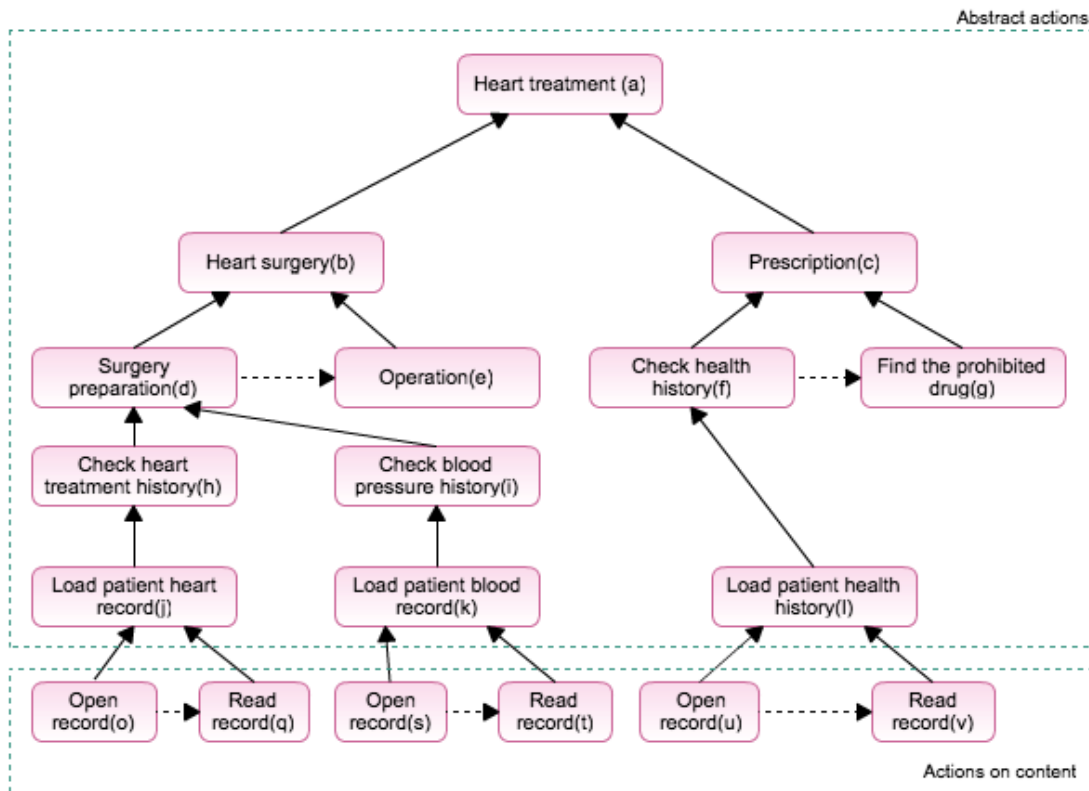 Abstract actions
Heart treatment (a)
Heart surgery(b)
Prescription(c)
Surgery
preparation(d)
Operation(e)
Check health
history(f)
Find the prohibited
drug(g)
Check heart
treatment history(h)
Check blood
pressure history(i)
Load patient heart
record(j)
Load patient blood
record(k)
Load patient health
history(l)
Open
record(o)
Read
record(q)
Open
record(s)
Read
record(t)
Open
record(u)
Read
record(v)
Actions on content